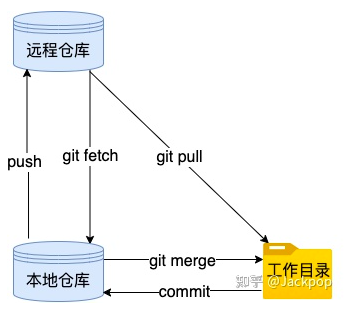 远程仓库
push
git fetch
git pull
本地仓库
git merge
工作目录
commit
知乎 @Jackpop